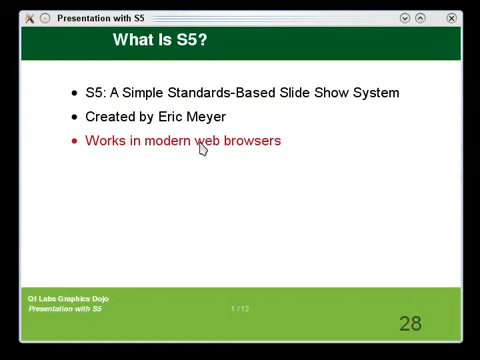 Presentation with S5
What Is S5?
• S5: A Simple Standards-Based Slide Show System
• Created by Eric Meyer
• Works in modern web browsers
Qt Labs Graphics Dojo
Presentation with S5
1 / 12
28